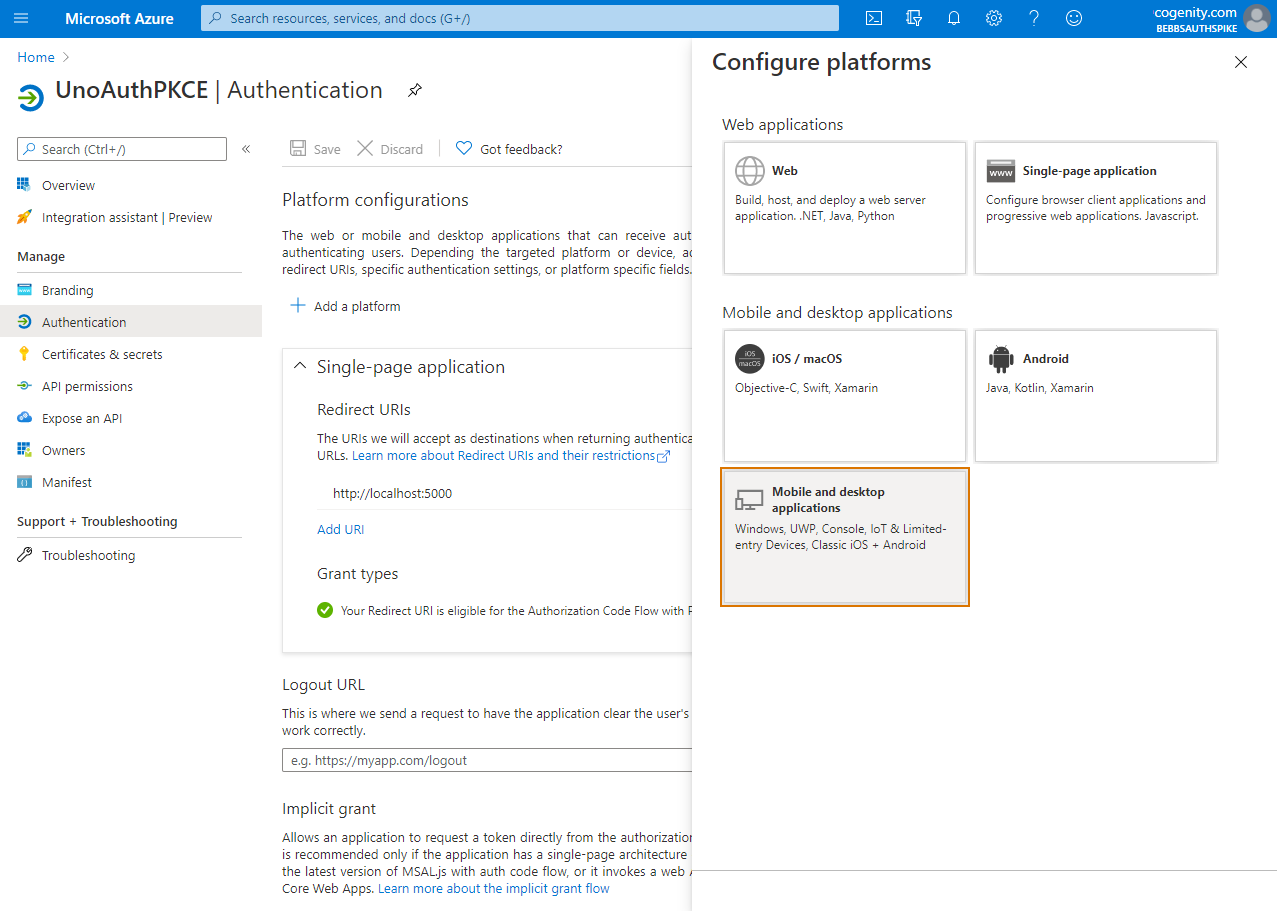 Microsoft Azure
Search resources, services, and docs (G+/)
cogenity.com
BEBBSAUTHSPIKE
Home
UnoAuthPKCE | Authentication
Search (Ctrl+/)
«
Overview
Integration assistant | Preview
Manage
Branding
Authentication
Certificates & secrets
API permissions
Expose an API
Owners
Manifest
Support + Troubleshooting
Troubleshooting
Save
Discard
Got feedback?
Platform configurations
The web or mobile and desktop applications that can receive aut
authenticating users. Depending the targeted platform or device, ac
redirect URIs, specific authentication settings, or platform specific fields.
Add a platform
Single-page application
Redirect URIs
The URIs we will accept as destinations when returning authentica
URLs. Learn more about Redirect URIs and their restrictions
http://localhost:5000
Add URI
Grant types
Your Redirect URI is eligible for the Authorization Code Flow with P
Logout URL
This is where we send a request to have the application clear the user's
work correctly.
e.g. https://myapp.com/logout
Implicit grant
Allows an application to request a token directly from the authorization
is recommended only if the application has a single-page architecture
the latest version of MSAL.js with auth code flow, or it invokes a web A
Core Web Apps. Learn more about the implicit grant flow
Configure platforms
Web applications
Web
Build, host, and deploy a web server
application. .NET, Java, Python
www
Single-page application
Configure browser client applications and
progressive web applications. Javascript.
Mobile and desktop applications
iOS
macOS
iOS / macOS
Objective-C, Swift, Xamarin
Android
Java, Kotlin, Xamarin
Mobile and desktop
applications
Windows, UWP, Console, IoT & Limited-
entry Devices, Classic iOS + Android